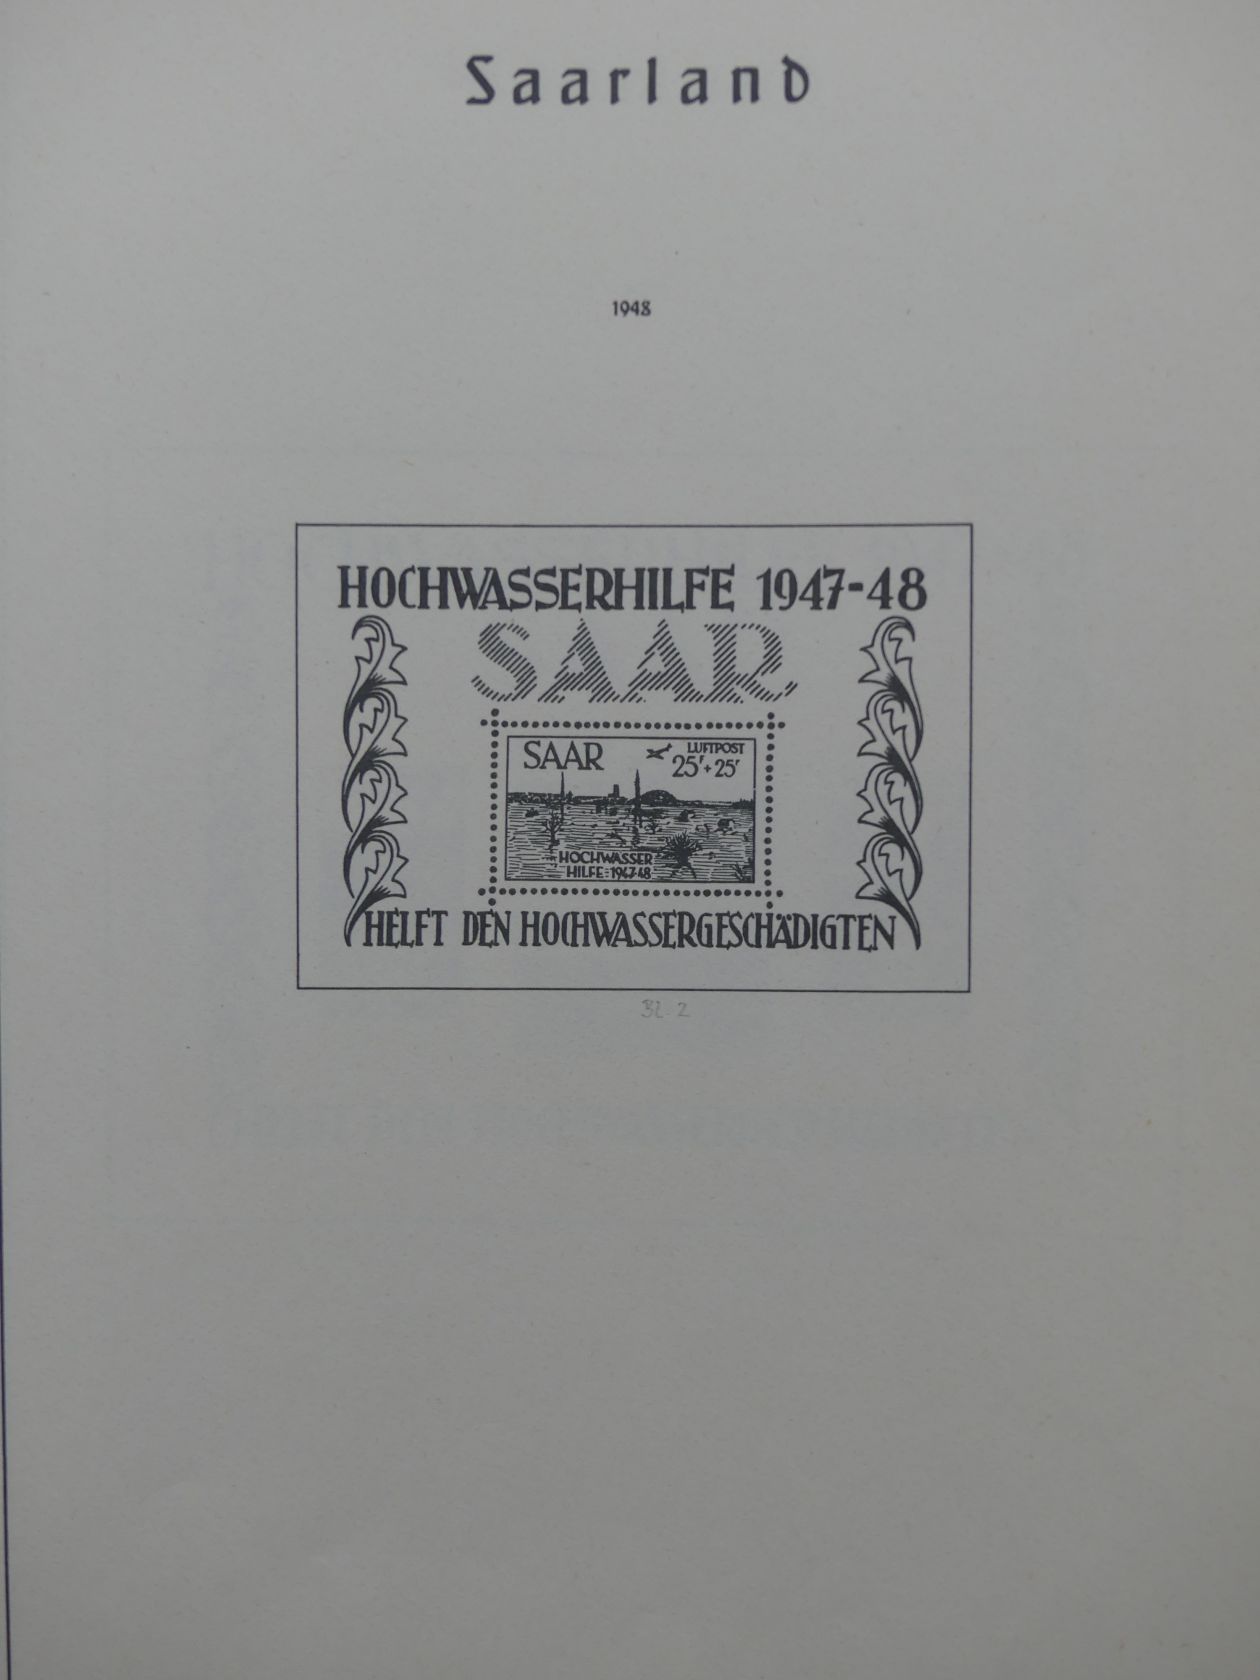 Saarland
1948
HOCHWASSERHILFE 1947-48
SAAR
SAAR LUFTPOST
25F+25F
HOCHWASSER
HILFE=1947-48
HELFT DEN HOCHWASSERGESCHÄDIGTEN
Bl. 2